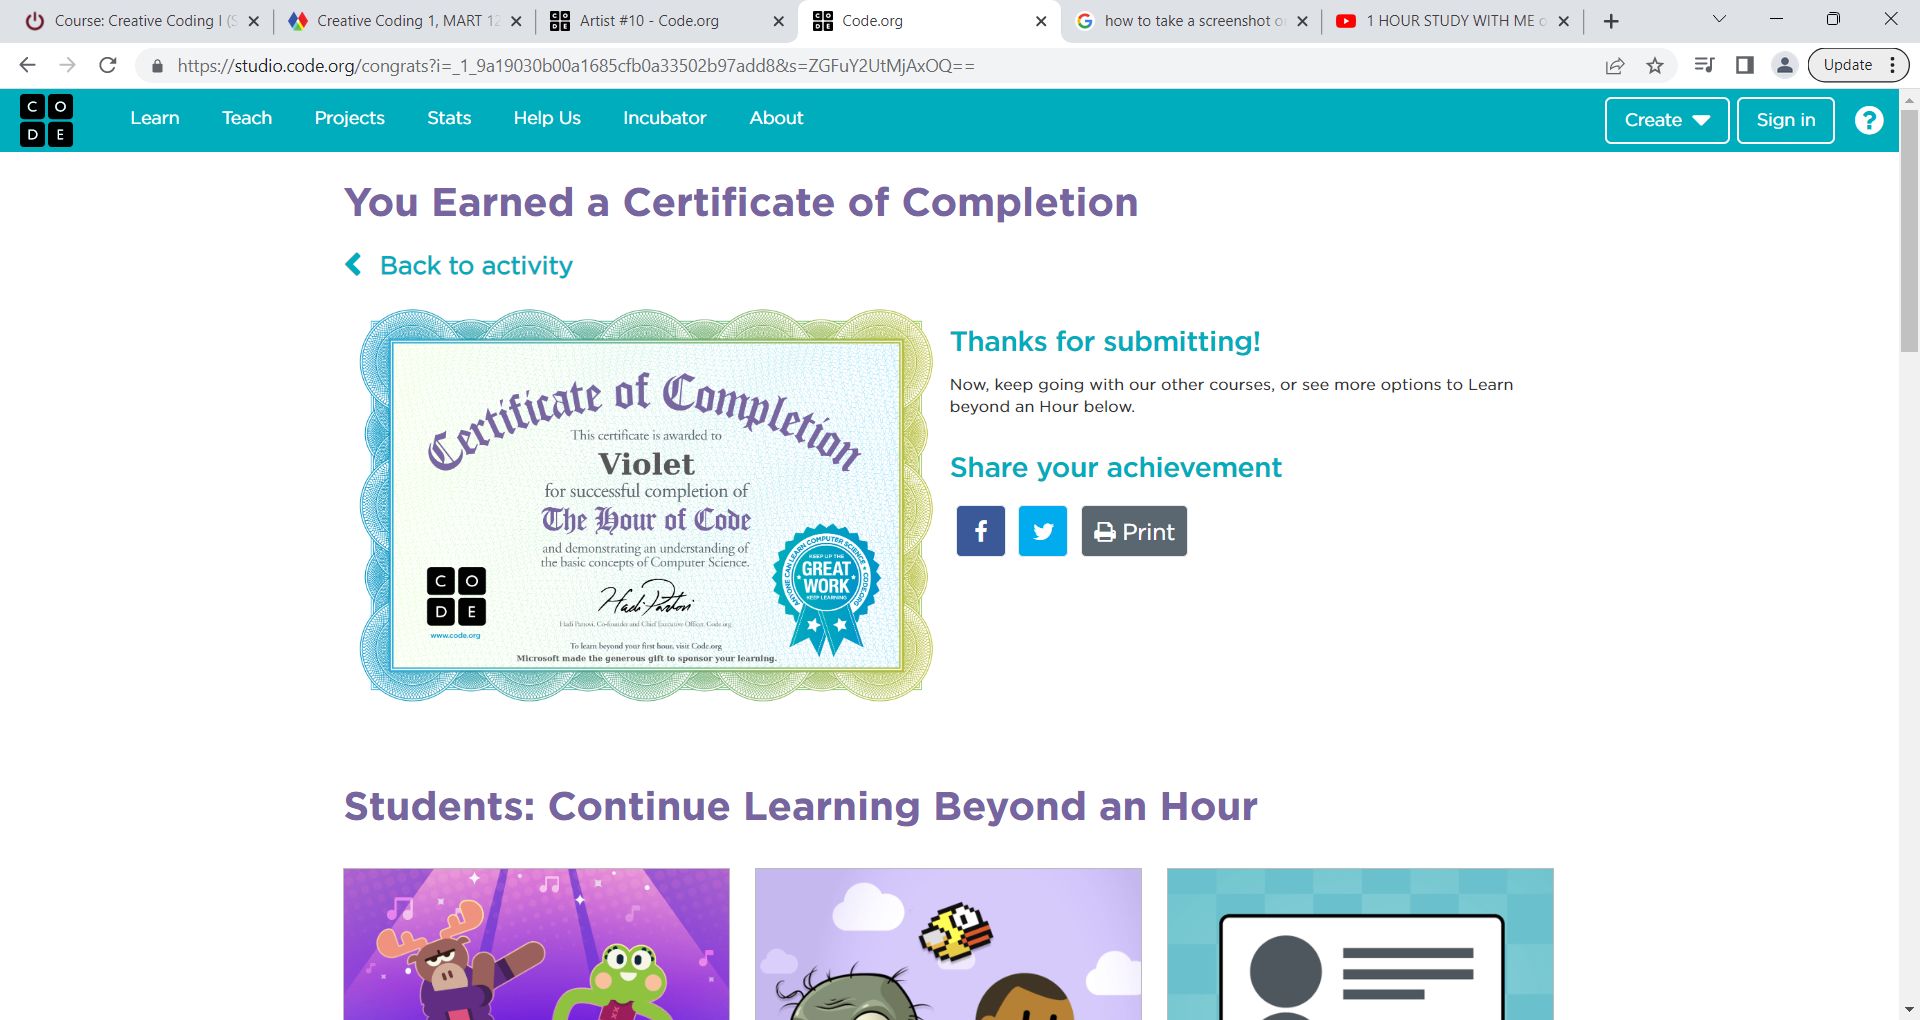 Course: Creative Coding I (S
Creative Coding 1, MART 12
Artist #10 - Code.org
Code.org
how to take a screenshot o
1 HOUR STUDY WITH ME
https://studio.code.org/congrats?i=_1_9a19030b00a1685cfb0a33502b97add8&s=ZGFuY2UtMjAxOQ==
Update
C O
D E
Learn
Teach
Projects
Stats
Help Us
Incubator
About
Create
Sign in
?
You Earned a Certificate of Completion
Back to activity
Certificate of Completion
This certificate is awarded to
Violet
for successful completion of
The Hour of Code
and demonstrating an understanding of
the basic concepts of Computer Science.
C O
D E
www.code.org
Hadi Partovi
Hadi Partovi, Co-founder and Chief Executive Officer, Code.org
To learn beyond your first hour, visit Code.org
Microsoft made the generous gift to sponsor your learning.
ANYONE CAN LEARN COMPUTER SCIENCE • CODE.ORG
KEEP UP THE
GREAT
WORK
KEEP LEARNING
Thanks for submitting!
Now, keep going with our other courses, or see more options to Learn
beyond an Hour below.
Share your achievement
Print
Students: Continue Learning Beyond an Hour